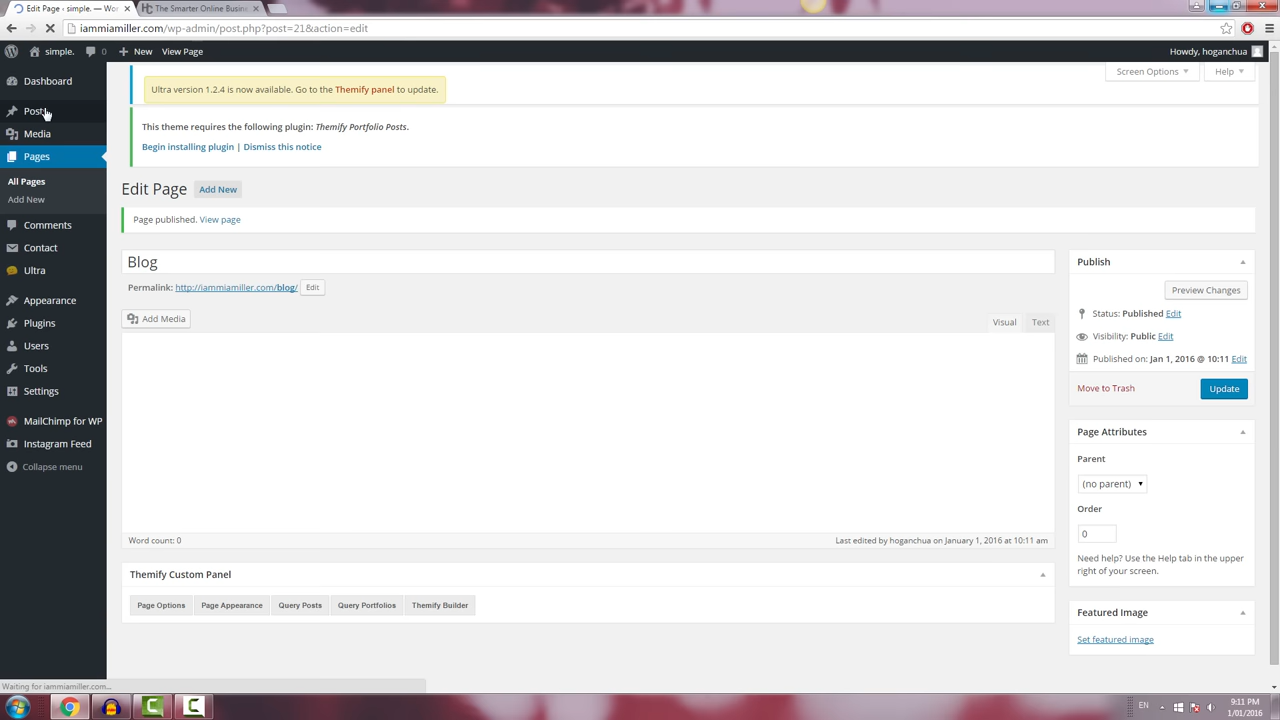 Edit Page ‹ simple. — Wor
The Smarter Online Busine
iammiamiller.com/wp-admin/post.php?post=21&action=edit
simple. 0 New View Page
Howdy, hoganchua
Screen Options Help
Ultra version 1.2.4 is now available. Go to the Themify panel to update.
This theme requires the following plugin: Themify Portfolio Posts.
Begin installing plugin | Dismiss this notice
Dashboard
Posts
Media
Pages
All Pages
Add New
Comments
Contact
Ultra
Appearance
Plugins
Users
Tools
Settings
MailChimp for WP
Instagram Feed
Collapse menu
Edit Page Add New
Page published. View page
Blog
Permalink: http://iammiamiller.com/blog/ Edit
Add Media
Visual Text
Word count: 0
Last edited by hoganchua on January 1, 2016 at 10:11 am
Themify Custom Panel
Page Options Page Appearance Query Posts Query Portfolios Themify Builder
Publish
Preview Changes
Status: Published Edit
Visibility: Public Edit
Published on: Jan 1, 2016 @ 10:11 Edit
Move to Trash Update
Page Attributes
Parent
(no parent)
Order
0
Need help? Use the Help tab in the upper
right of your screen.
Featured Image
Set featured image
Waiting for iammiamiller.com...
EN
9:11 PM
1/01/2016